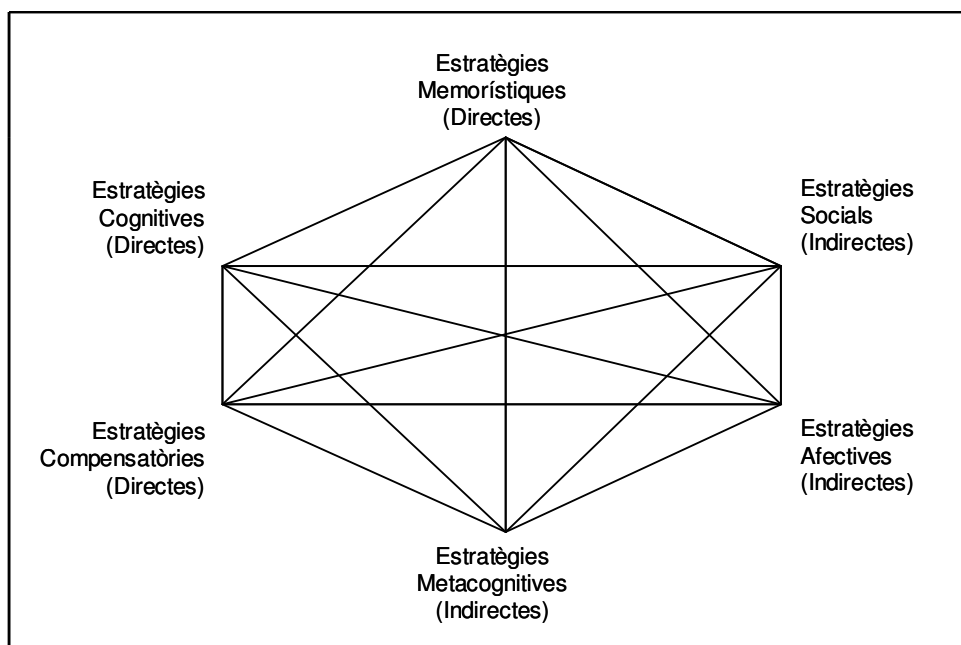 Estratègies
Memorístiques
(Directes)
Estratègies
Cognitives
(Directes)
Estratègies
Socials
(Indirectes)
Estratègies
Compensatòries
(Directes)
Estratègies
Afectives
(Indirectes)
Estratègies
Metacognitives
(Indirectes)